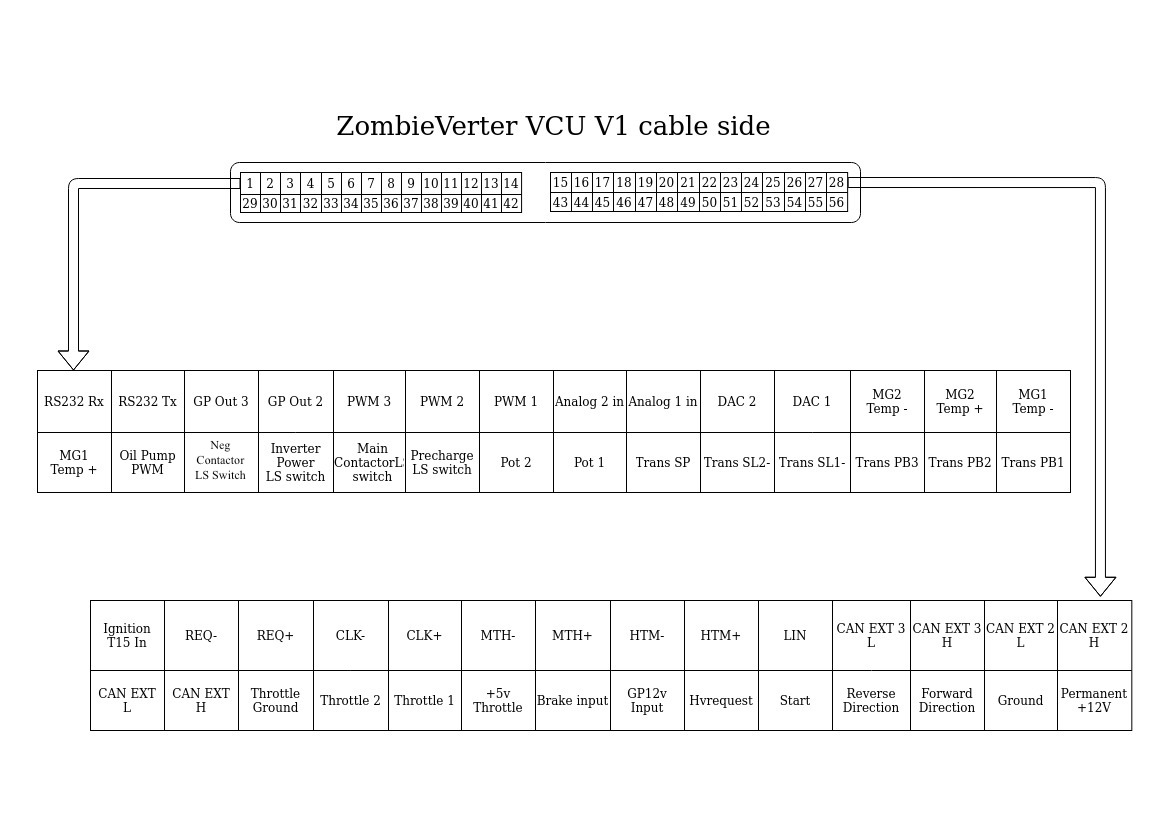 ZombieVerter VCU V1 cable side
1 2 3 4 5 6 7 8 9 10 11 12 13 14 15 16 17 18 19 20 21 22 23 24 25 26 27 28
29 30 31 32 33 34 35 36 37 38 39 40 41 42 43 44 45 46 47 48 49 50 51 52 53 54 55 56
RS232 Rx
RS232 Tx
GP Out 3
GP Out 2
PWM 3
PWM 2
PWM 1
Analog 2 in
Analog 1 in
DAC 2
DAC 1
MG2
Temp -
MG2
Temp +
MG1
Temp -
MG1
Temp +
Oil Pump
PWM
Neg
Contactor
LS Switch
Inverter
Power
LS switch
Main
ContactorLS
switch
Precharge
LS switch
Pot 2
Pot 1
Trans SP
Trans SL2-
Trans SL1-
Trans PB3
Trans PB2
Trans PB1
Ignition
T15 In
REQ-
REQ+
CLK-
CLK+
MTH-
MTH+
HTM-
HTM+
LIN
CAN EXT 3
L
CAN EXT 3
H
CAN EXT 2
L
CAN EXT 2
H
CAN EXT
L
CAN EXT
H
Throttle
Ground
Throttle 2
Throttle 1
+5v
Throttle
Brake input
GP12v
Input
Hvrequest
Start
Reverse
Direction
Forward
Direction
Ground
Permanent
+12V